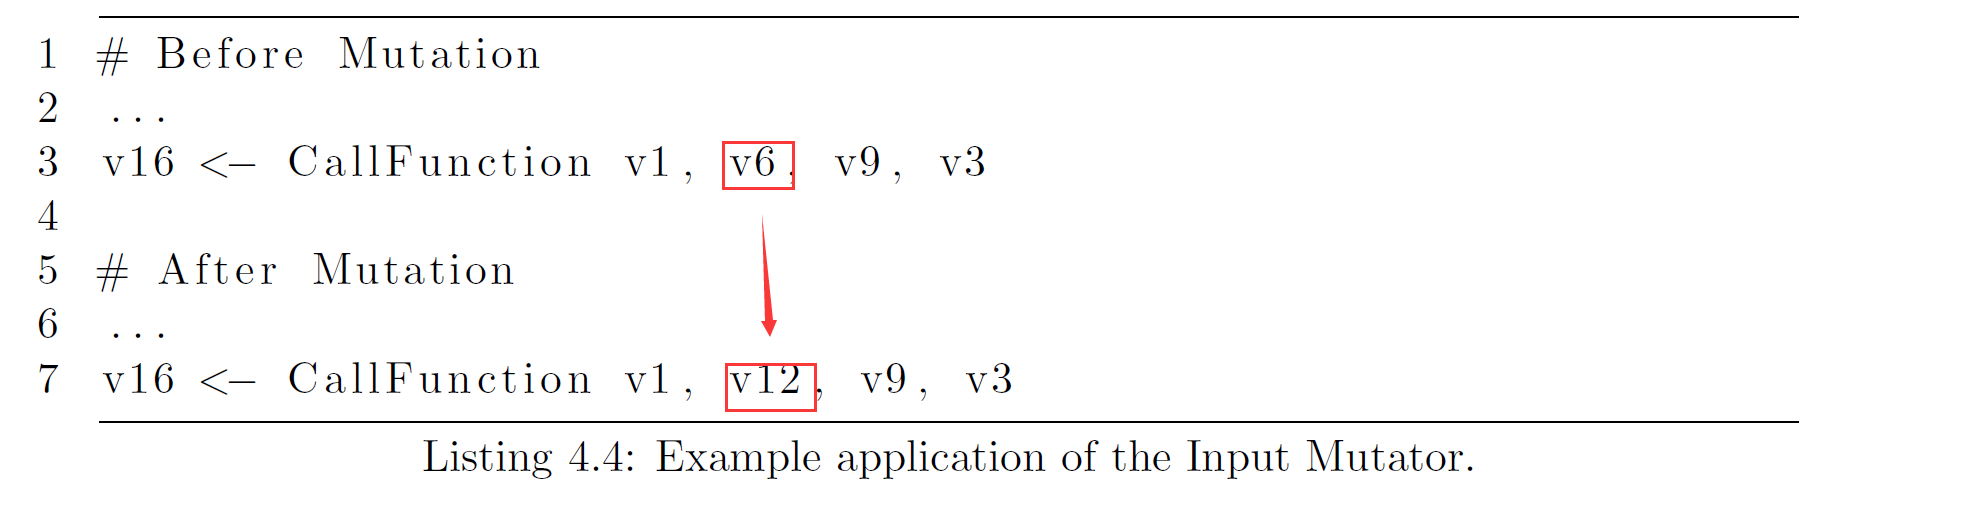 1 # Before Mutation
2 ...
3 v16 <− CallFunction v1, v6, v9, v3
4
5 # After Mutation
6 ...
7 v16 <− CallFunction v1, v12, v9, v3
Listing 4.4: Example application of the Input Mutator.